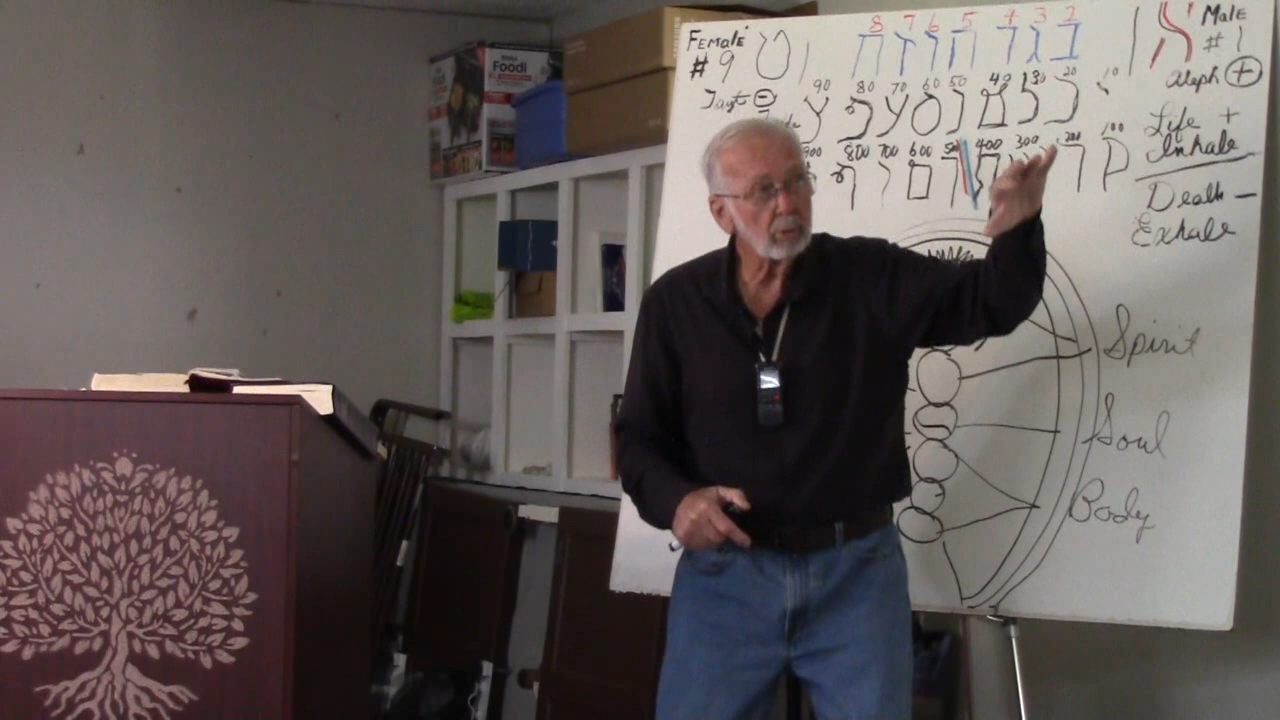 Female
# 9
ט
Tayt −
8 7 6 5 4 3 2
ב ג ד ה ו ז ח
א
Male
# 1
Aleph +
90 80 70 60 50 40 30 20 10
י כ ל מ נ ס ע פ צ
900 800 700 600 500 400 300 200 100
ק ר ת ך ם ן ף
Life +
Inhale
Death −
Exhale
Spirit
Soul
Body
Foodi